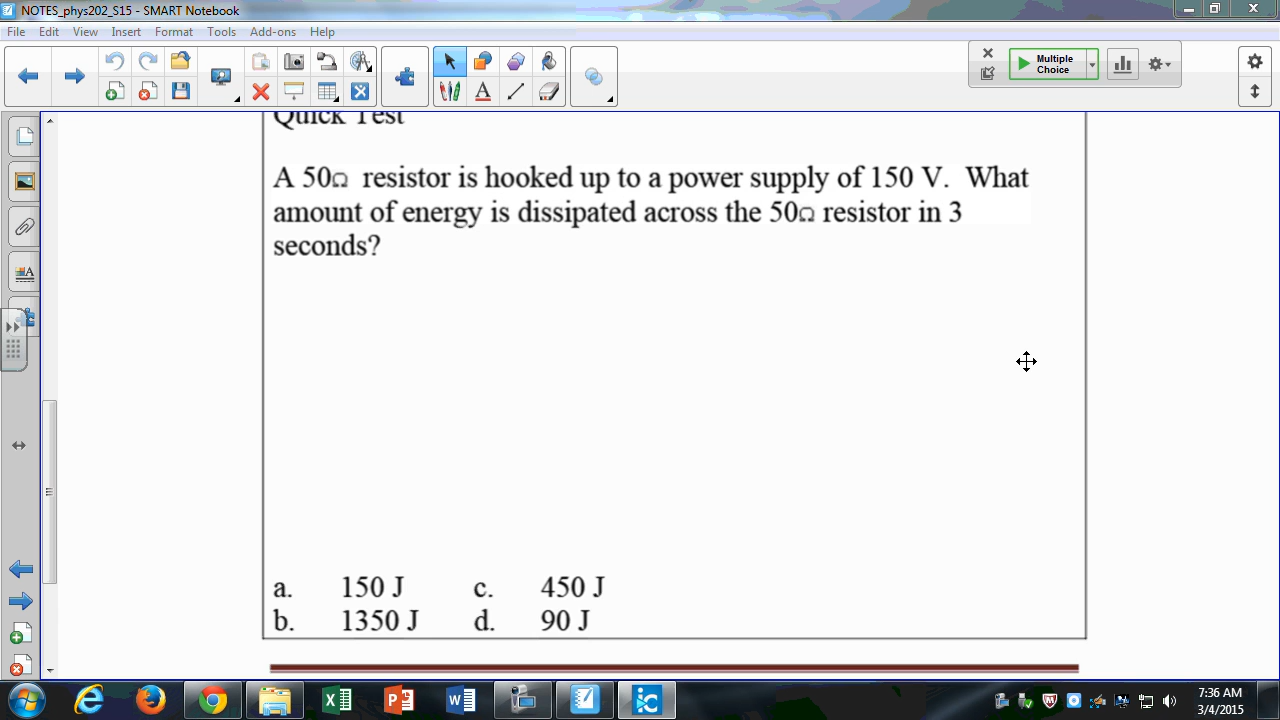 NOTES_phys202_S15 - SMART Notebook
File Edit View Insert Format Tools Add-ons Help
Multiple
Choice
Quick Test
A 50Ω resistor is hooked up to a power supply of 150 V. What
amount of energy is dissipated across the 50Ω resistor in 3
seconds?
a. 150 J c. 450 J
b. 1350 J d. 90 J
7:36 AM
3/4/2015